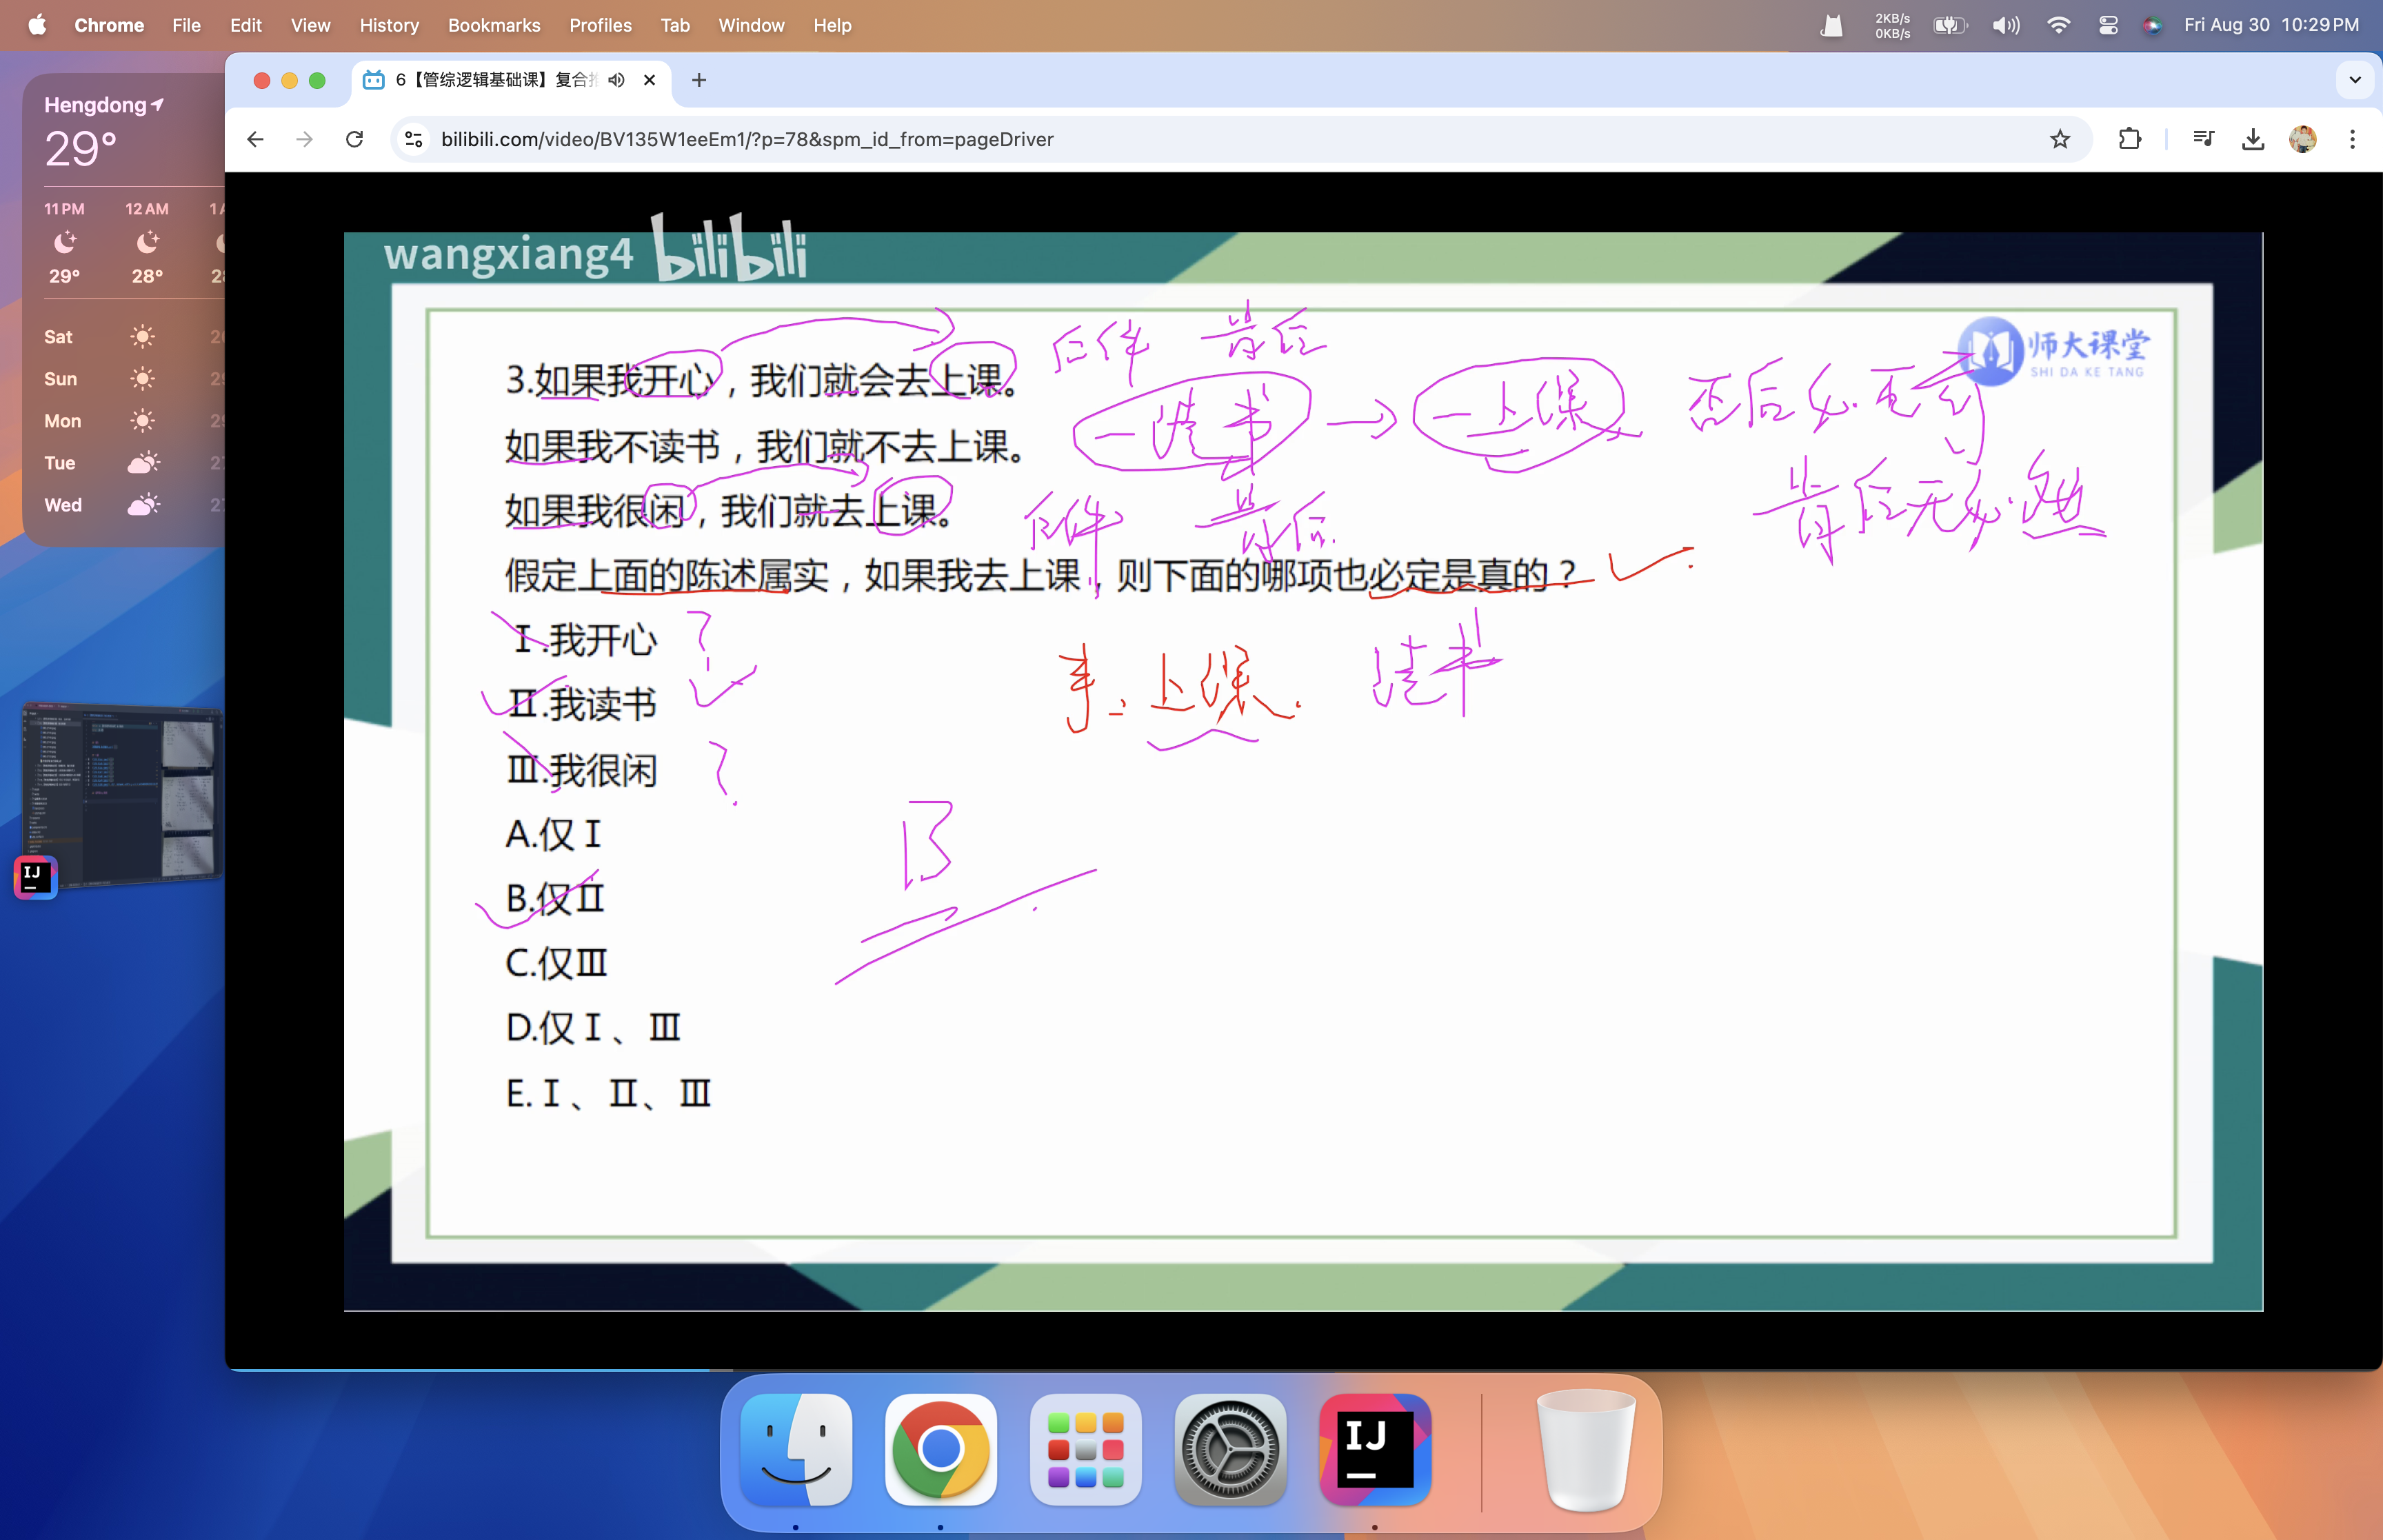 Chrome File Edit View History Bookmarks Profiles Tab Window Help
2KB/s
0KB/s
Fri Aug 30 10:29 PM
Hengdong
29°
11 PM 12 AM
29° 28°
Sat
Sun
Mon
Tue
Wed
6【管综逻辑基础课】复合
bilibili.com/video/BV135W1eeEm1/?p=78&spm_id_from=pageDriver
wangxiang4 bilibili
师大课堂
SHI DA KE TANG
3.如果我开心，我们就会去上课。
后件 肯后
如果我不读书，我们就不去上课。
¬读书 → ¬上课
否后必否前
肯后无必然
如果我很闲，我们就去上课。
后件 肯后
假定上面的陈述属实，如果我去上课，则下面的哪项也必定是真的？
Ⅰ.我开心 ?
Ⅱ.我读书
事：上课 读书
Ⅲ.我很闲 ?
A.仅Ⅰ
B
B.仅Ⅱ
C.仅Ⅲ
D.仅Ⅰ、Ⅲ
E.Ⅰ、Ⅱ、Ⅲ
IJ
IJ